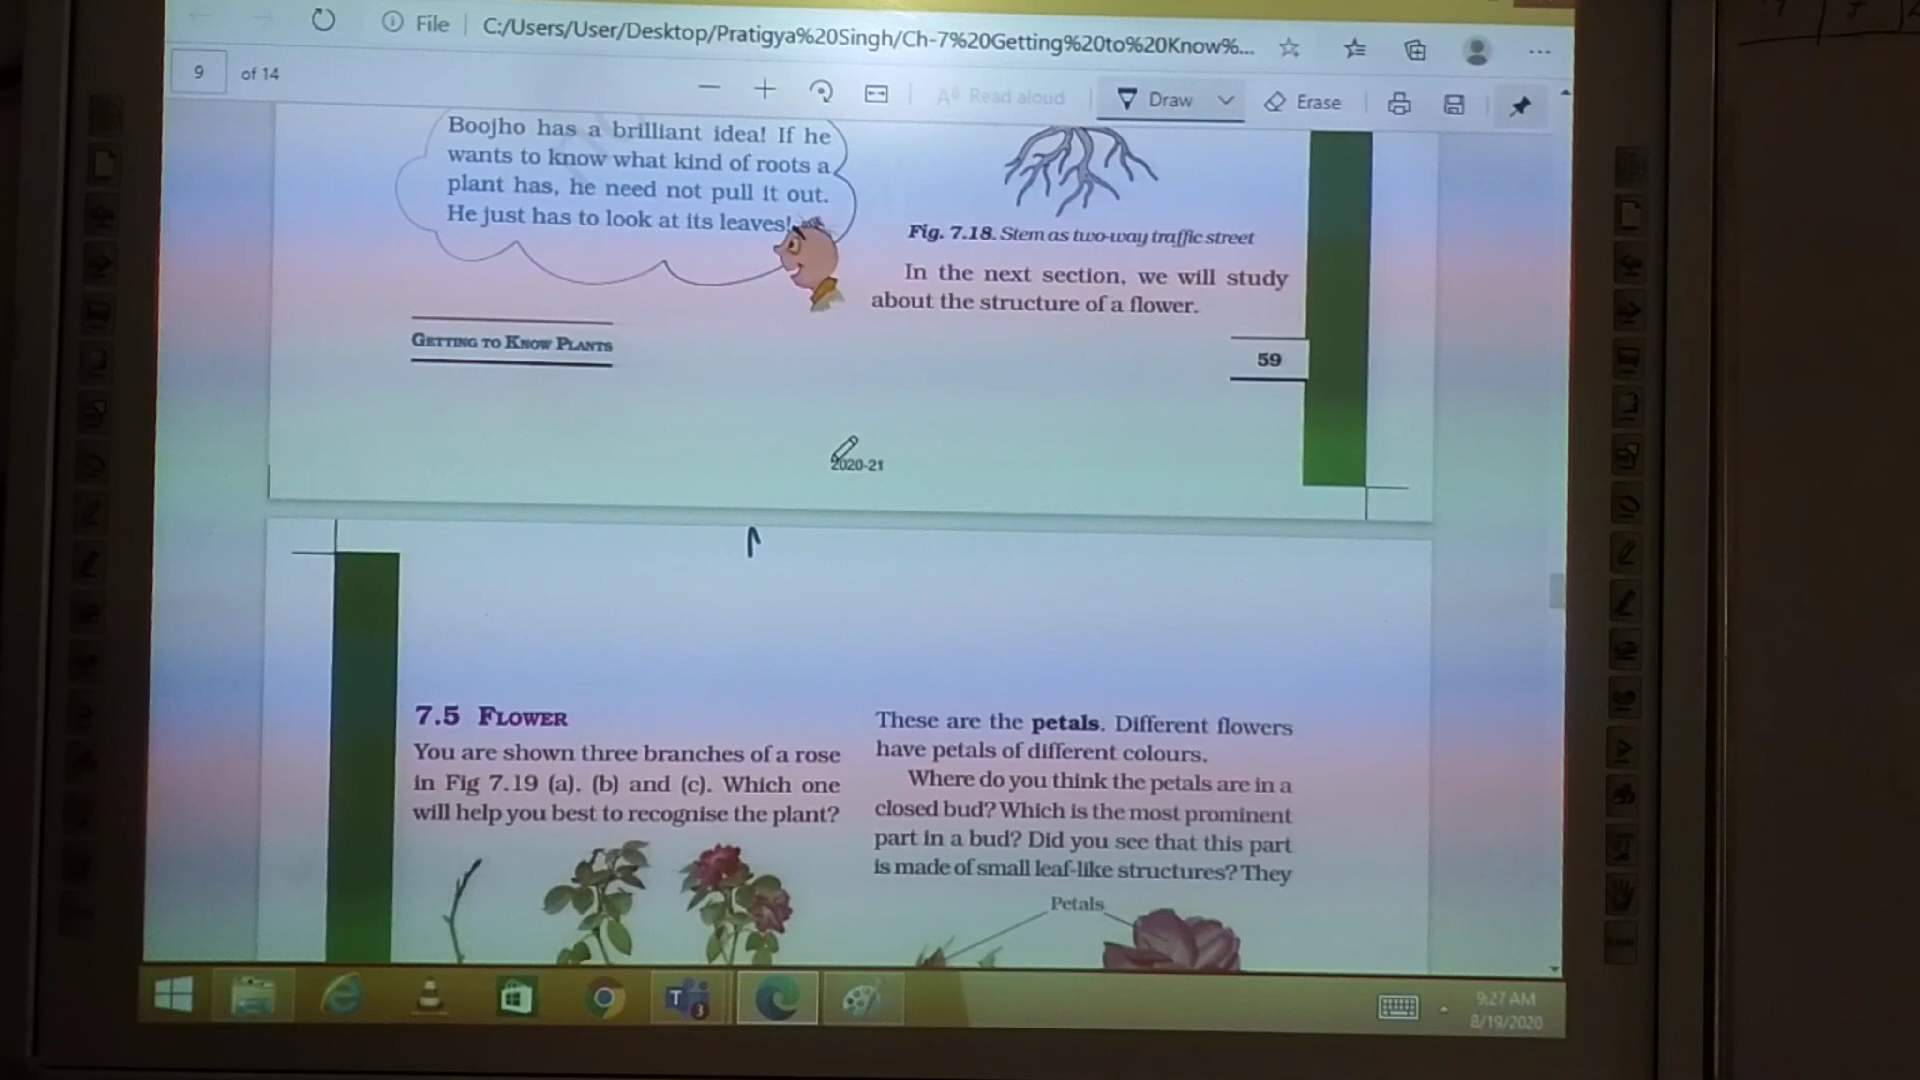 File
C:/Users/User/Desktop/Pratigya%20Singh/Ch-7%20Getting%20to%20Know%...
9 of 14
Read aloud
Draw
Erase
Boojho has a brilliant idea! If he
wants to know what kind of roots a
plant has, he need not pull it out.
He just has to look at its leaves!
GETTING TO KNOW PLANTS
Fig. 7.18. Stem as two-way traffic street
In the next section, we will study
about the structure of a flower.
59
2020-21
7.5 FLOWER
You are shown three branches of a rose
in Fig 7.19 (a), (b) and (c). Which one
will help you best to recognise the plant?
These are the petals. Different flowers
have petals of different colours.
Where do you think the petals are in a
closed bud? Which is the most prominent
part in a bud? Did you see that this part
is made of small leaf-like structures? They
Petals
T
3
9:27 AM
8/19/2020